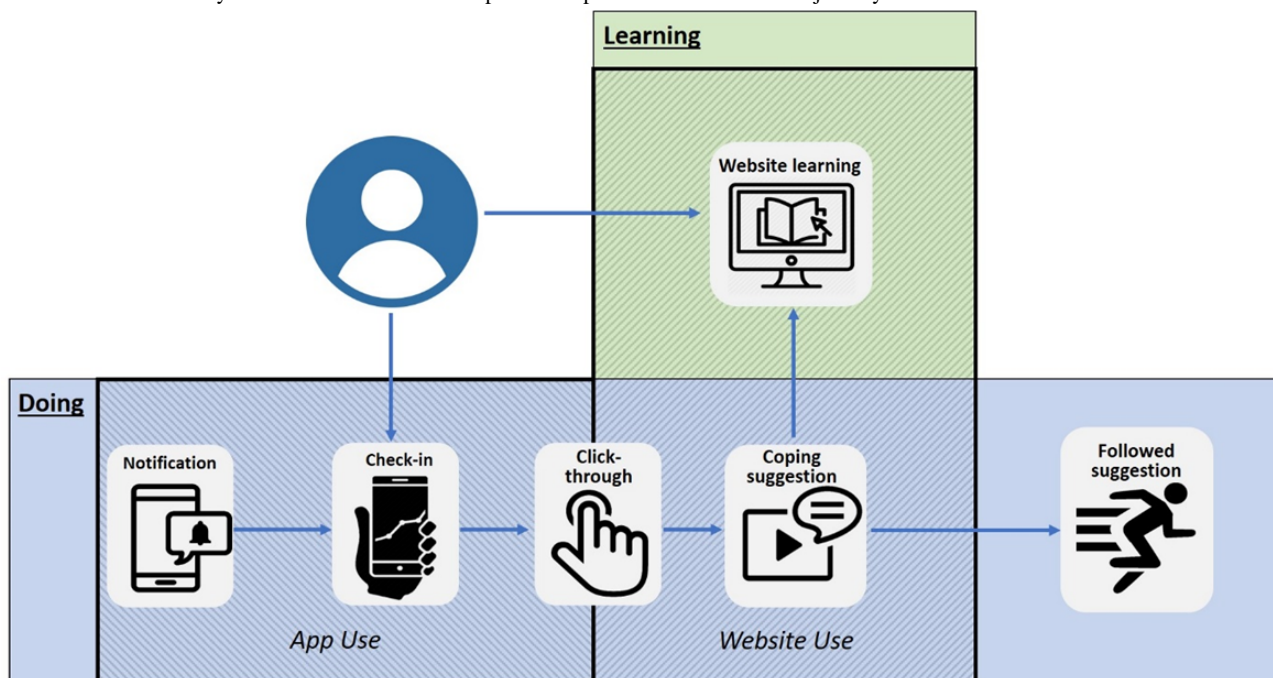 Learning
Website learning
Doing
Notification
Check-in
Click-
through
Coping
suggestion
Followed
suggestion
App Use
Website Use